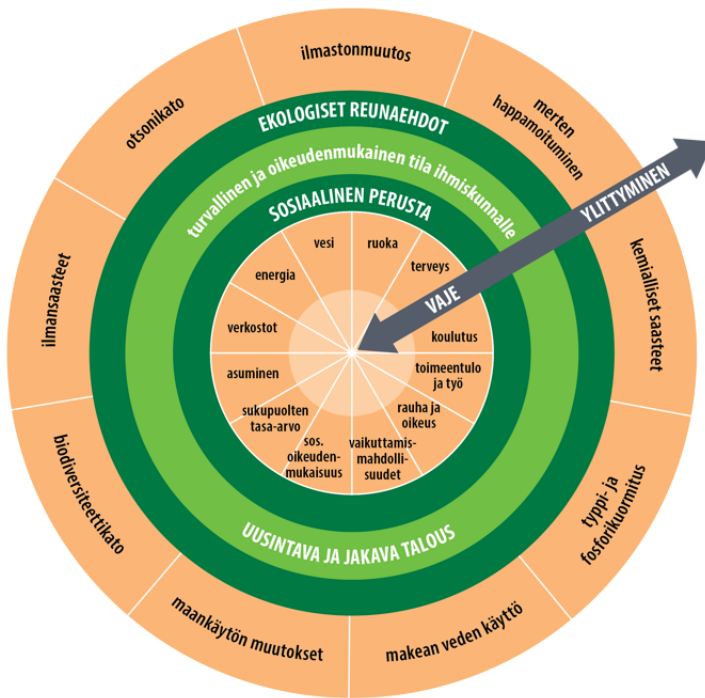 ilmastonmuutos
merten
happamoituminen
kemialliset saasteet
typpi- ja
fosforikuormitus
makean veden käyttö
maankäytön muutokset
biodiversiteettikato
ilmansaasteet
otsonikato
EKOLOGISET REUNAEHDOT
turvallinen ja oikeudenmukainen tila ihmiskunnalle
SOSIAALINEN PERUSTA
YLITTYMINEN
VAJE
vesi
ruoka
terveys
koulutus
toimeentulo
ja työ
rauha ja
oikeus
vaikuttamis-
mahdolli-
suudet
sos.
oikeuden-
mukaisuus
sukupuolten
tasa-arvo
asuminen
verkostot
energia
UUSINTAVA JA JAKAVA TALOUS